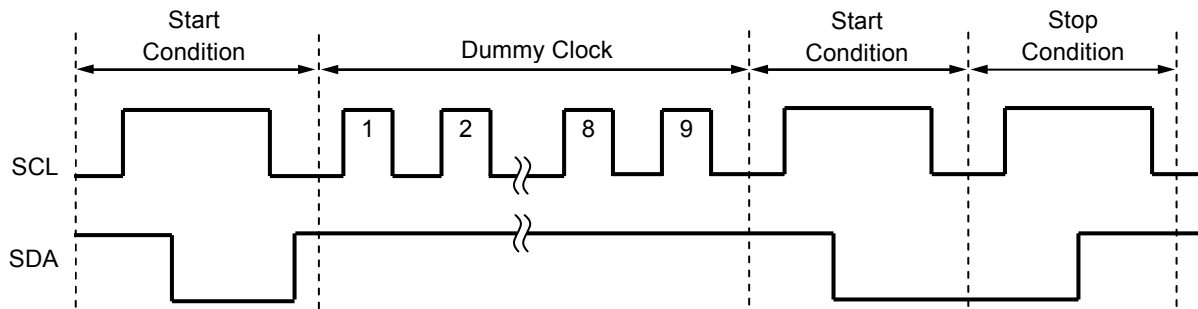 Start
Condition
Dummy Clock
Start
Condition
Stop
Condition
SCL
1
2
8
9
SDA